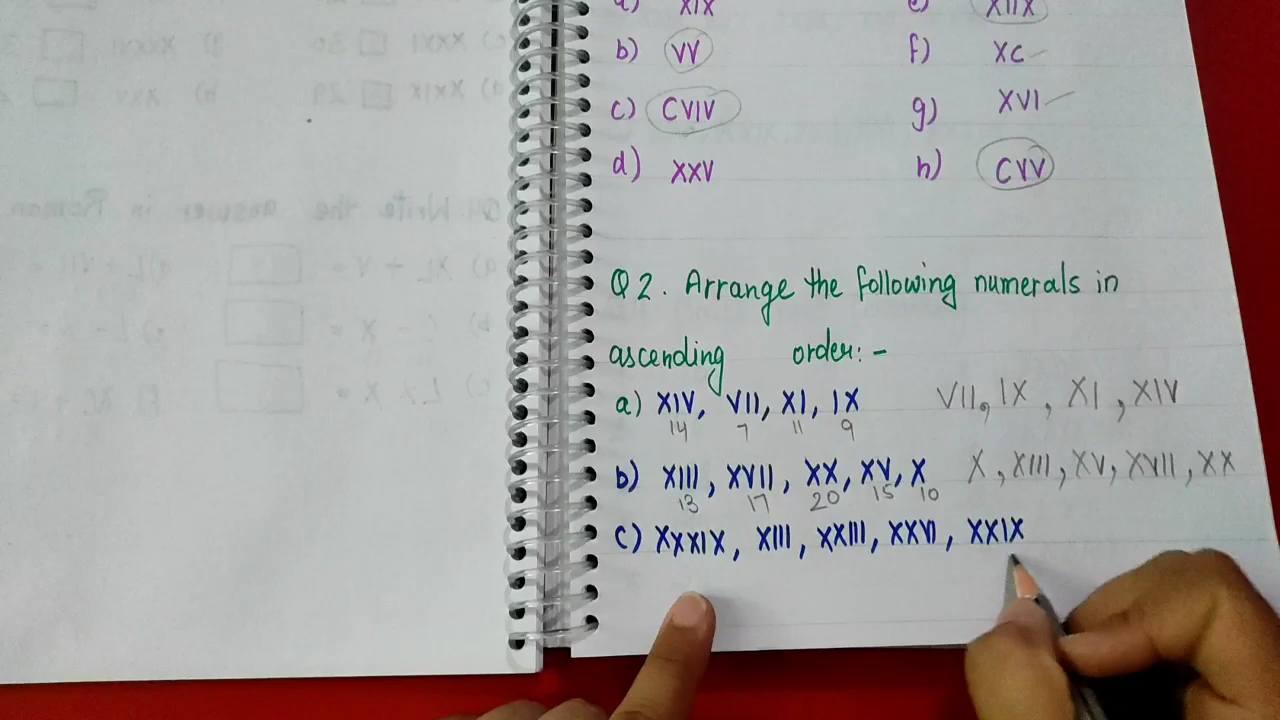 a) XIX e) XIIX
b) VV f) XC
c) CVIV g) XVI
d) XXV h) CVV
Q2. Arrange the following numerals in
ascending order:-
a) XIV, VII, XI, IX VII, IX, XI, XIV
14 7 11 9
b) XIII, XVII, XX, XV, X X, XIII, XV, XVII, XX
13 17 20 15 10
c) XXXIX, XIII, XXIII, XXVI, XXIX